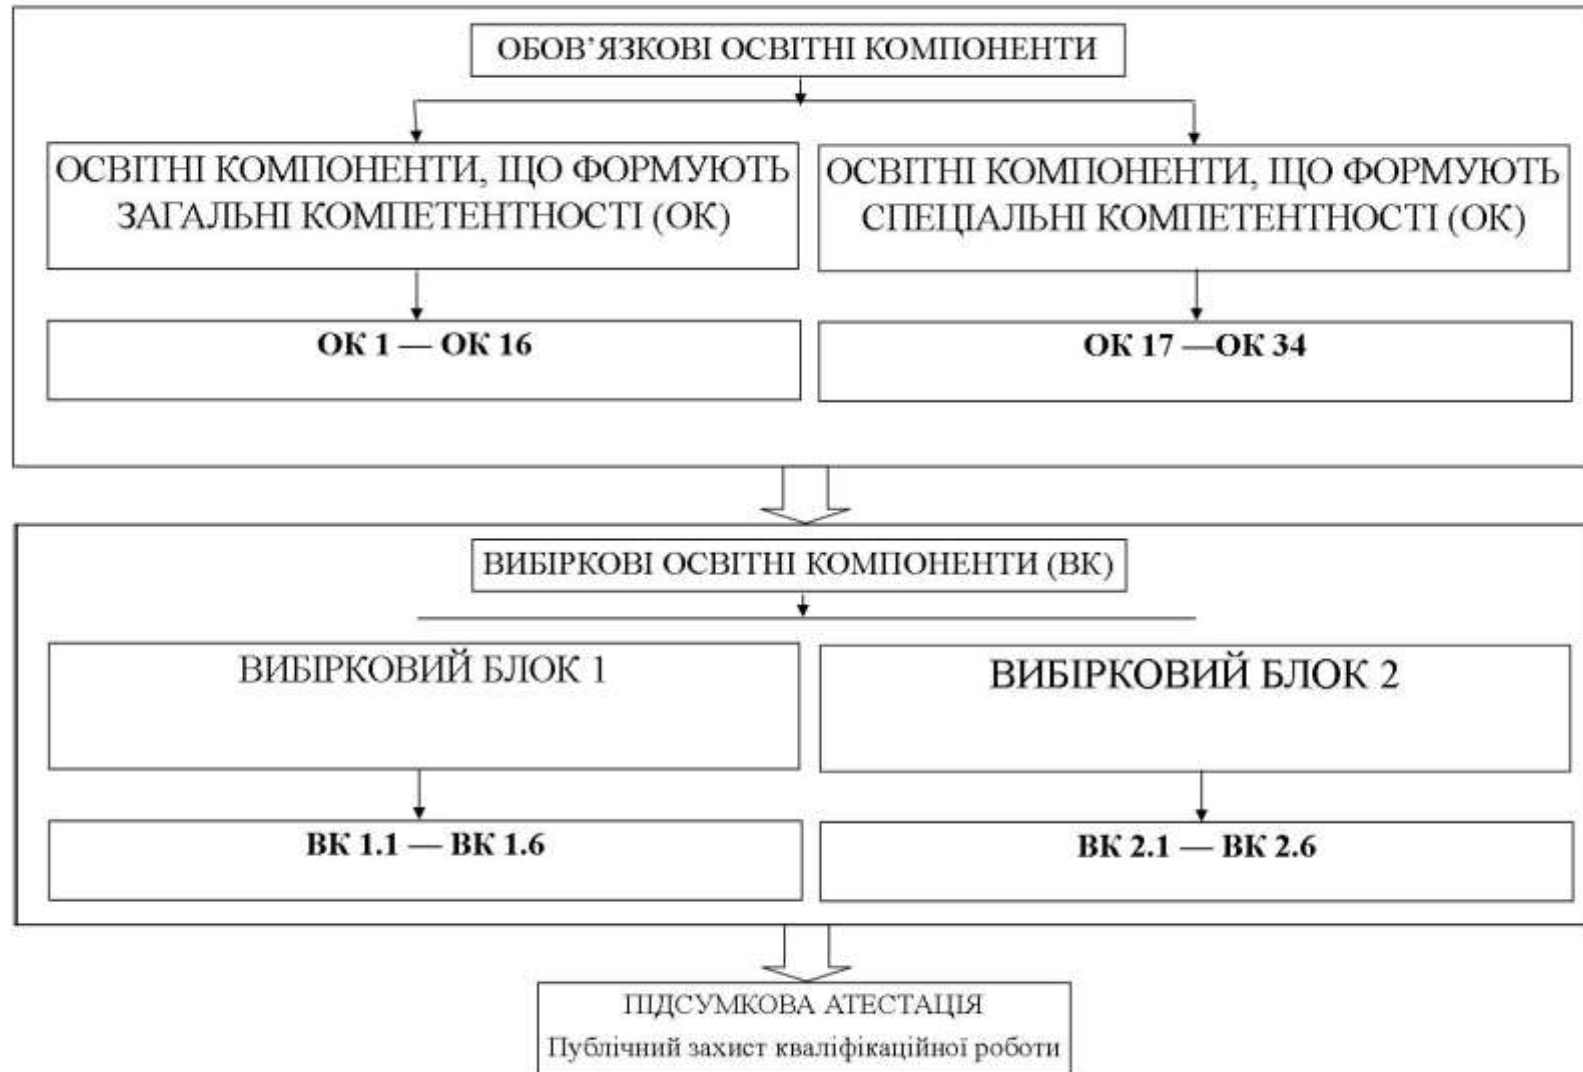 ОБОВ’ЯЗКОВІ ОСВІТНІ КОМПОНЕНТИ
ОСВІТНІ КОМПОНЕНТИ, ЩО ФОРМУЮТЬ
ЗАГАЛЬНІ КОМПЕТЕНТНОСТІ (ОК)
ОСВІТНІ КОМПОНЕНТИ, ЩО ФОРМУЮТЬ
СПЕЦІАЛЬНІ КОМПЕТЕНТНОСТІ (ОК)
ОК 1 — ОК 16
ОК 17 —ОК 34
ВИБІРКОВІ ОСВІТНІ КОМПОНЕНТИ (ВК)
ВИБІРКОВИЙ БЛОК 1
ВИБІРКОВИЙ БЛОК 2
ВК 1.1 — ВК 1.6
ВК 2.1 — ВК 2.6
ПІДСУМКОВА АТЕСТАЦІЯ
Публічний захист кваліфікаційної роботи